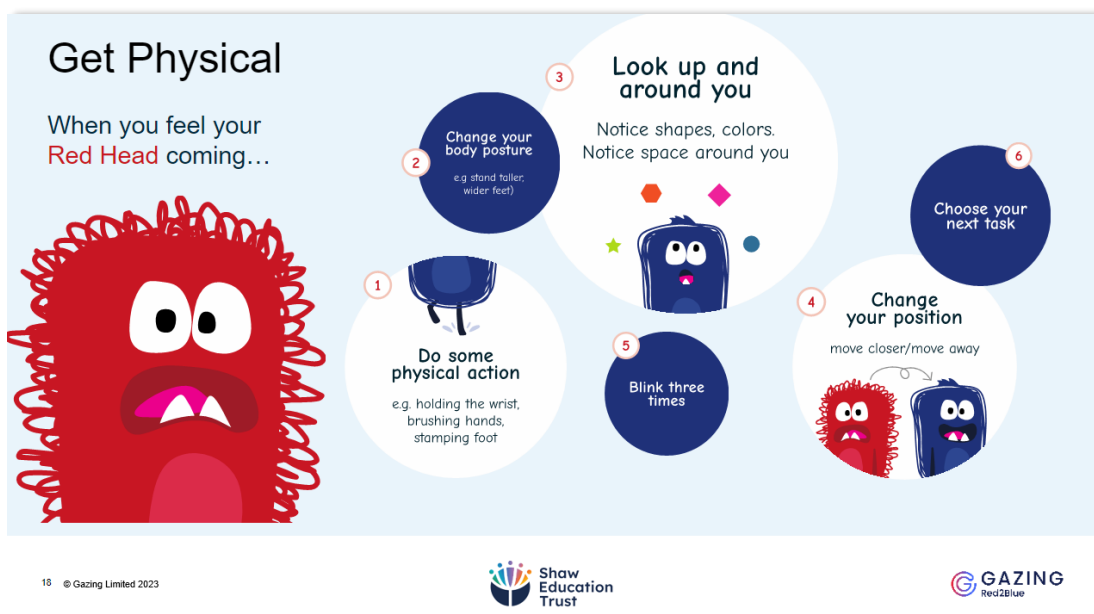 Get Physical
When you feel your
Red Head coming...
1
Do some
physical action
e.g. holding the wrist,
brushing hands,
stamping foot
2
Change your
body posture
e.g stand taller,
wider feet)
3
Look up and
around you
Notice shapes, colors.
Notice space around you
4
Change
your position
move closer/move away
5
Blink three
times
6
Choose your
next task
18
© Gazing Limited 2023
Shaw
Education
Trust
GAZING
Red2Blue